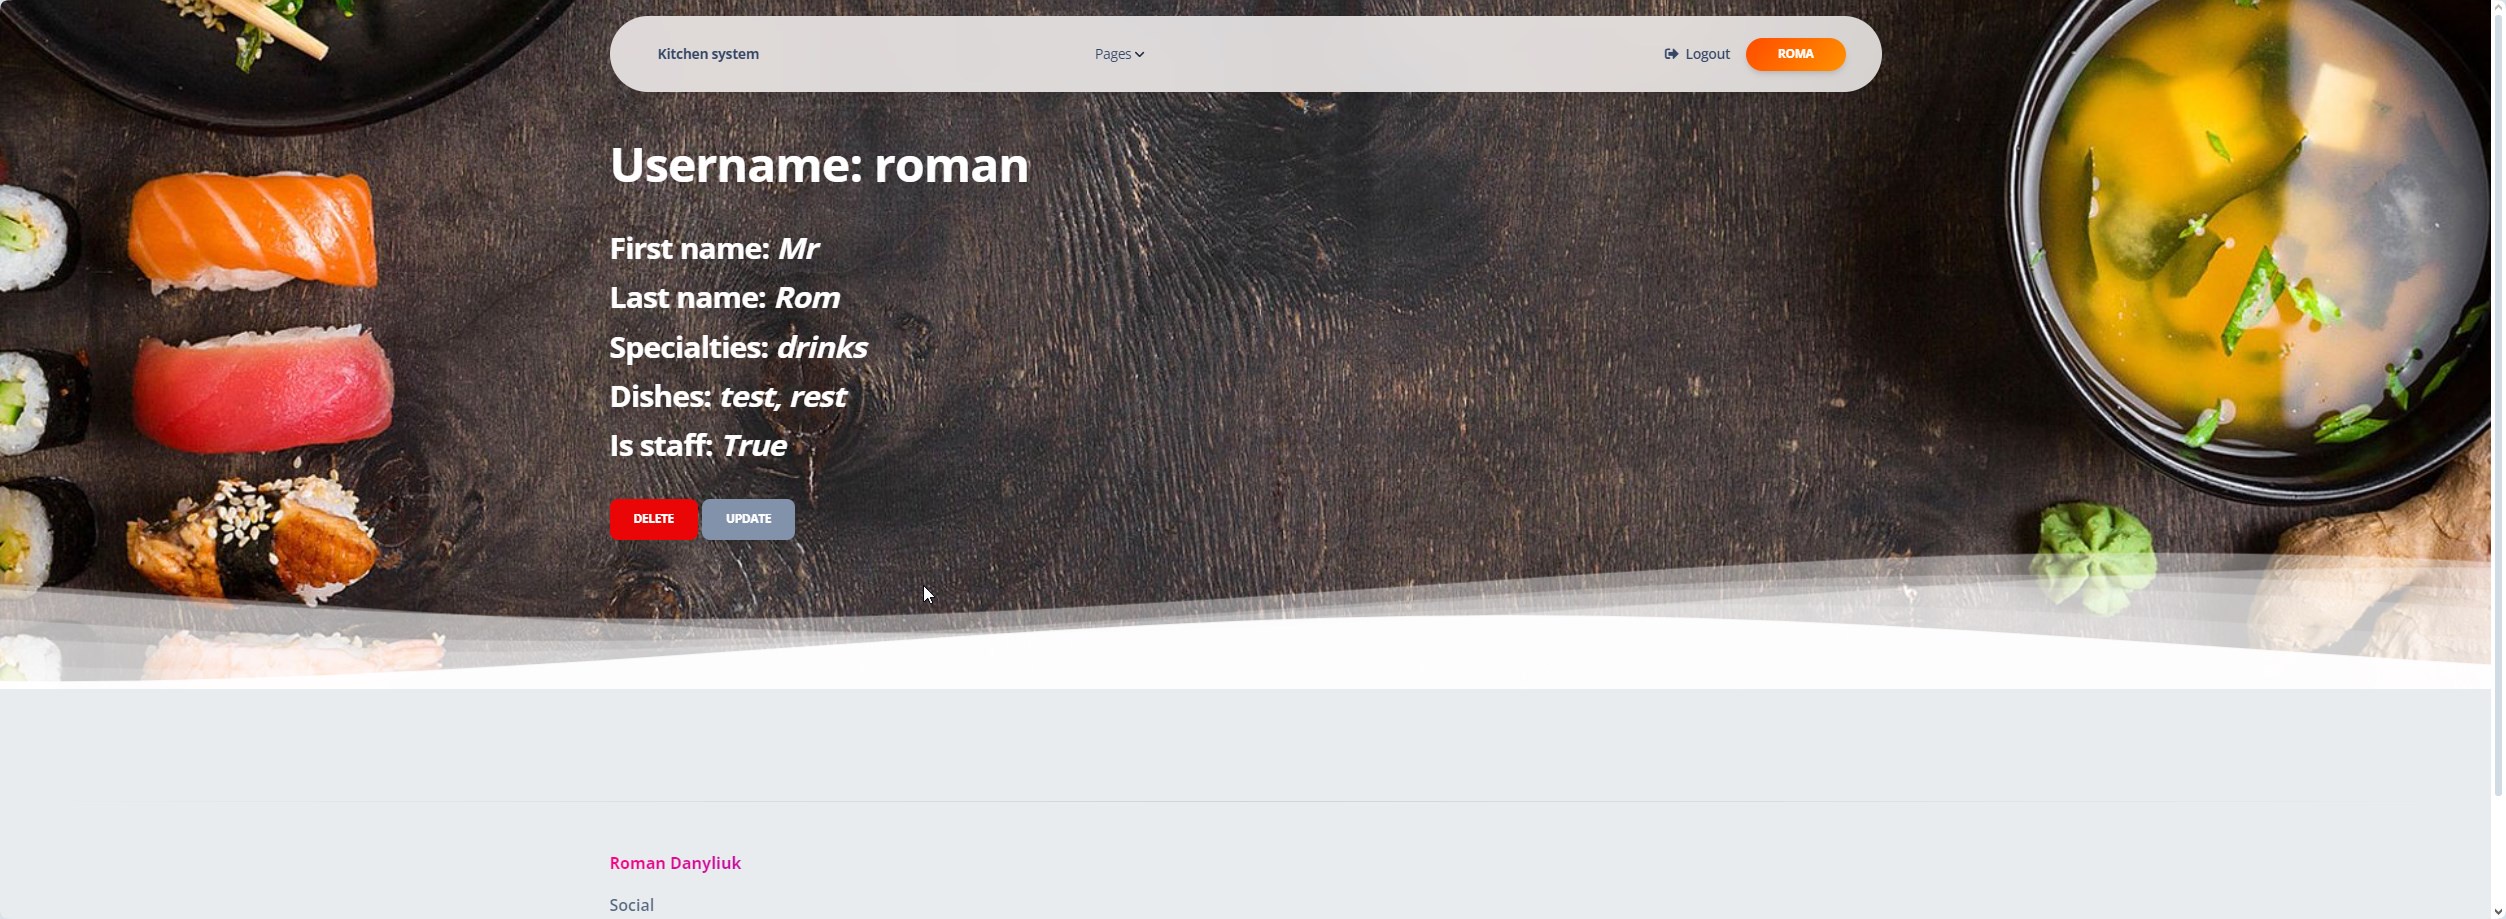 Kitchen system
Pages
Logout
ROMA
Username: roman
First name: Mr
Last name: Rom
Specialties: drinks
Dishes: test, rest
Is staff: True
DELETE
UPDATE
Roman Danyliuk
Social